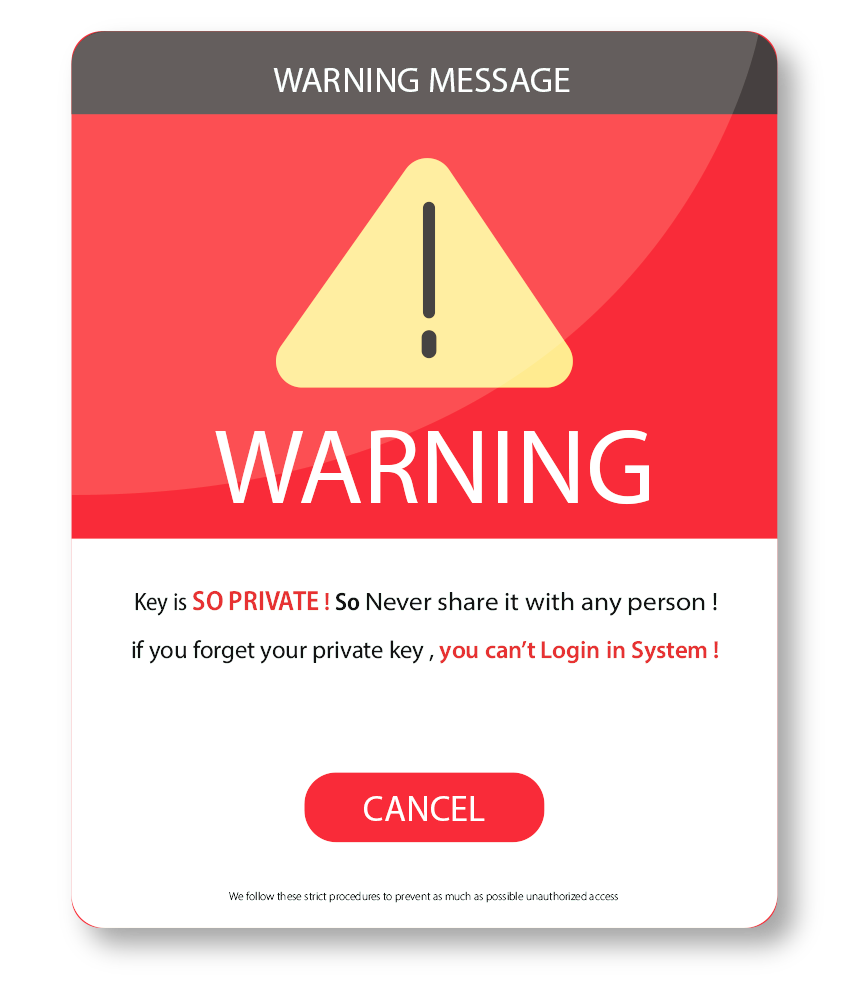 WARNING MESSAGE
WARNING
Key is SO PRIVATE ! So Never share it with any person !
if you forget your private key , you can’t Login in System !
CANCEL
We follow these strict procedures to prevent as much as possible unauthorized access